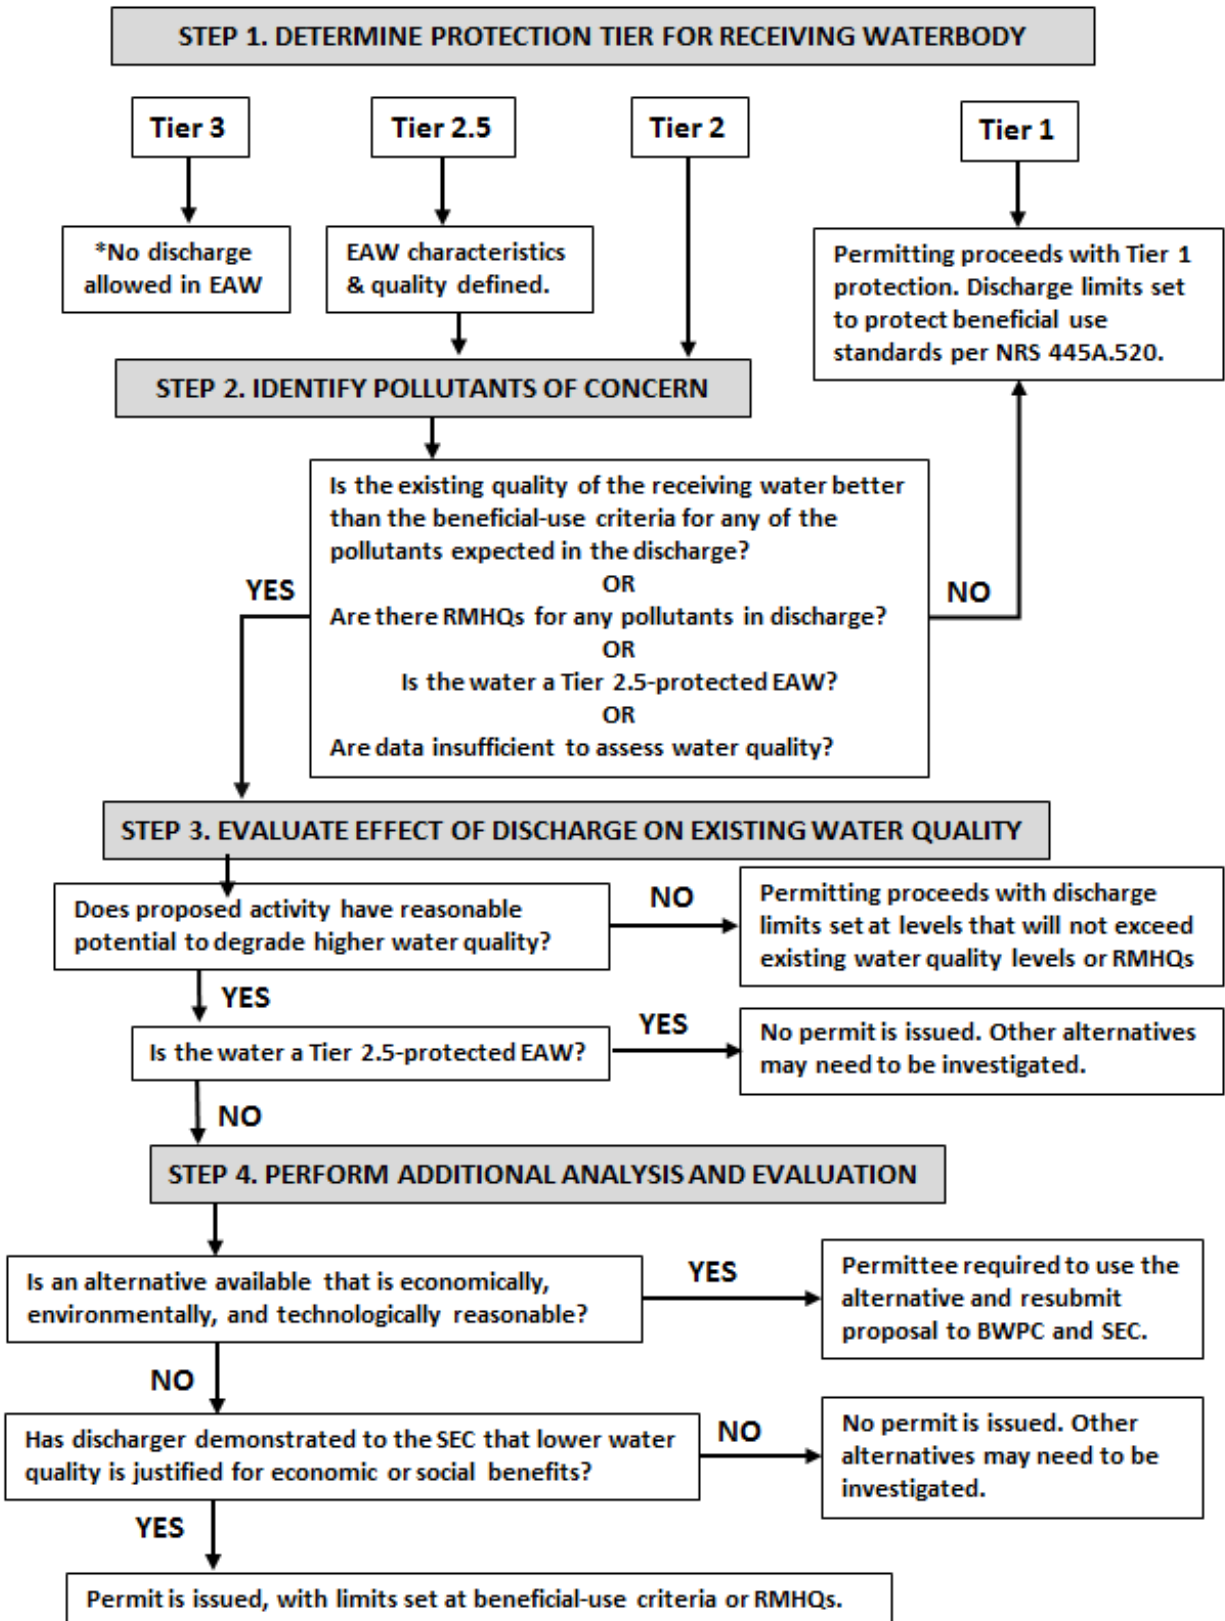 STEP 1. DETERMINE PROTECTION TIER FOR RECEIVING WATERBODY
Tier 3
Tier 2.5
Tier 2
Tier 1
*No discharge
allowed in EAW
EAW characteristics
& quality defined.
Permitting proceeds with Tier 1
protection. Discharge limits set
to protect beneficial use
standards per NRS 445A.520.
STEP 2. IDENTIFY POLLUTANTS OF CONCERN
Is the existing quality of the receiving water better
than the beneficial-use criteria for any of the
pollutants expected in the discharge?
OR
Are there RMHQs for any pollutants in discharge?
OR
Is the water a Tier 2.5-protected EAW?
OR
Are data insufficient to assess water quality?
YES
NO
STEP 3. EVALUATE EFFECT OF DISCHARGE ON EXISTING WATER QUALITY
Does proposed activity have reasonable
potential to degrade higher water quality?
NO
Permitting proceeds with discharge
limits set at levels that will not exceed
existing water quality levels or RMHQs
YES
Is the water a Tier 2.5-protected EAW?
YES
No permit is issued. Other alternatives
may need to be investigated.
NO
STEP 4. PERFORM ADDITIONAL ANALYSIS AND EVALUATION
Is an alternative available that is economically,
environmentally, and technologically reasonable?
YES
Permittee required to use the
alternative and resubmit
proposal to BWPC and SEC.
NO
Has discharger demonstrated to the SEC that lower water
quality is justified for economic or social benefits?
NO
No permit is issued. Other
alternatives may need to be
investigated.
YES
Permit is issued, with limits set at beneficial-use criteria or RMHQs.